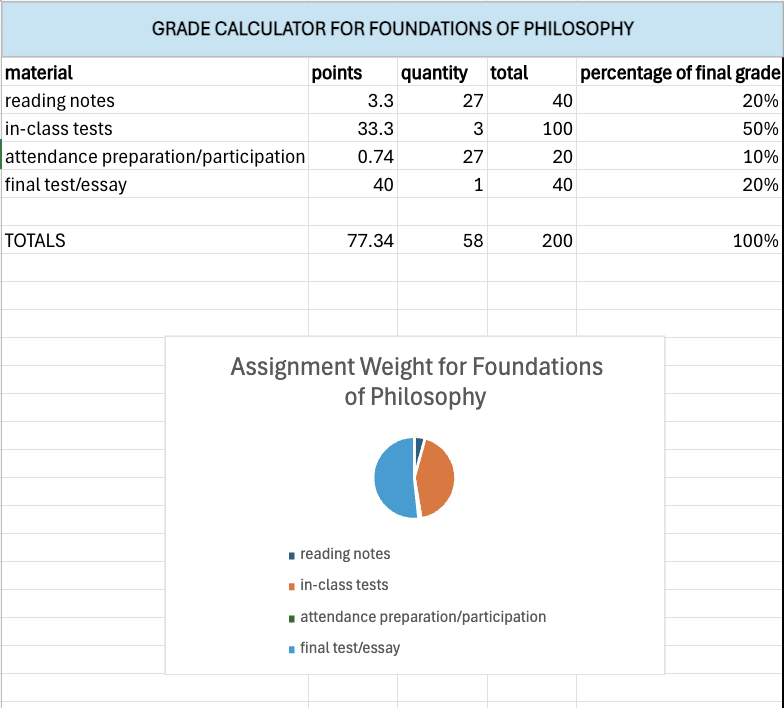 GRADE CALCULATOR FOR FOUNDATIONS OF PHILOSOPHY
material points quantity total percentage of final grade
reading notes 3.3 27 40 20%
in-class tests 33.3 3 100 50%
attendance preparation/participation 0.74 27 20 10%
final test/essay 40 1 40 20%
TOTALS 77.34 58 200 100%
Assignment Weight for Foundations
of Philosophy
reading notes
in-class tests
attendance preparation/participation
final test/essay